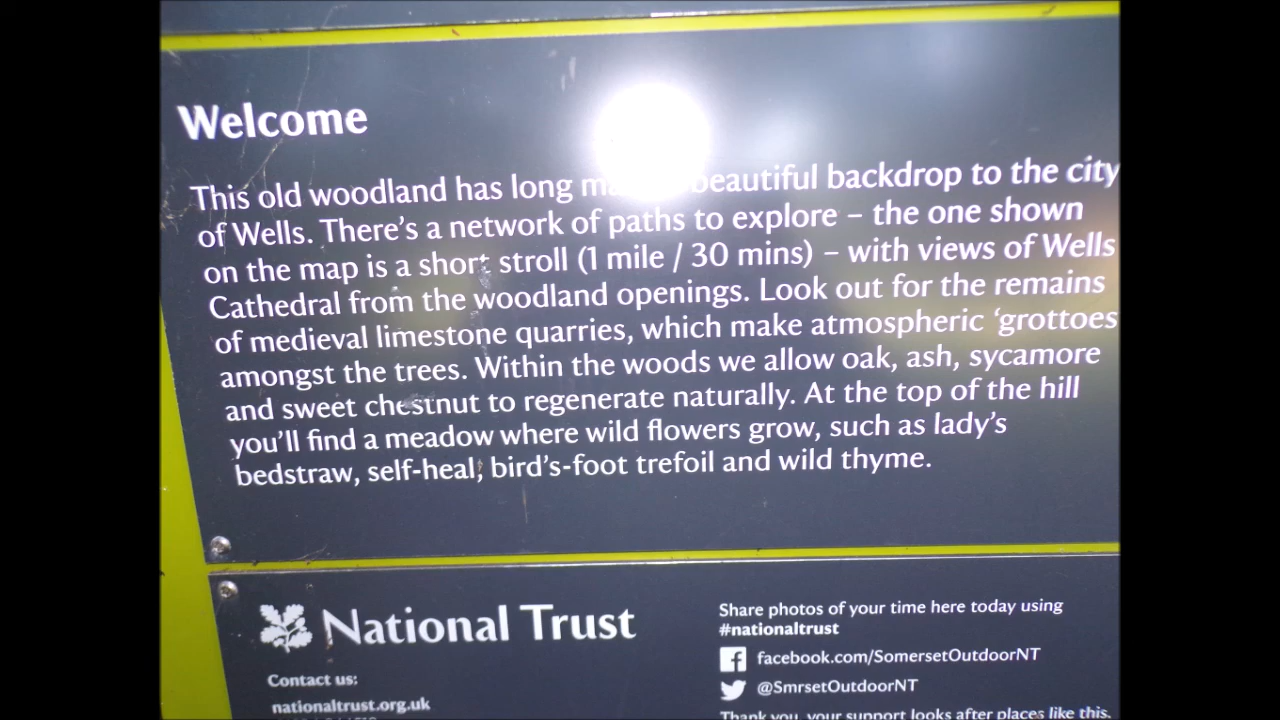 Welcome
This old woodland has long beautiful backdrop to the city
of Wells. There's a network of paths to explore – the one shown
on the map is a short stroll (1 mile / 30 mins) – with views of Wells
Cathedral from the woodland openings. Look out for the remains
of medieval limestone quarries, which make atmospheric ‘grottoes
amongst the trees. Within the woods we allow oak, ash, sycamore
and sweet chestnut to regenerate naturally. At the top of the hill
you'll find a meadow where wild flowers grow, such as lady's
bedstraw, self-heal, bird's-foot trefoil and wild thyme.
National Trust
Contact us:
nationaltrust.org.uk
Share photos of your time here today using
#nationaltrust
facebook.com/SomersetOutdoorNT
@SmrsetOutdoorNT
Thank you, your support looks after places like this.